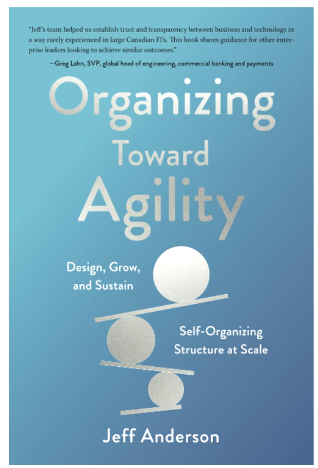 "Jeff's team helped us establish trust and transparency between business and technology in
a way rarely experienced in large Canadian FI's. This book shares guidance for other enter-
prise leaders looking to achieve similar outcomes."
—Greg Lahn, SVP, global head of engineering, commercial banking and payments
Organizing
Toward
Agility
Design, Grow,
and Sustain
Self-Organizing
Structure at Scale
Jeff Anderson